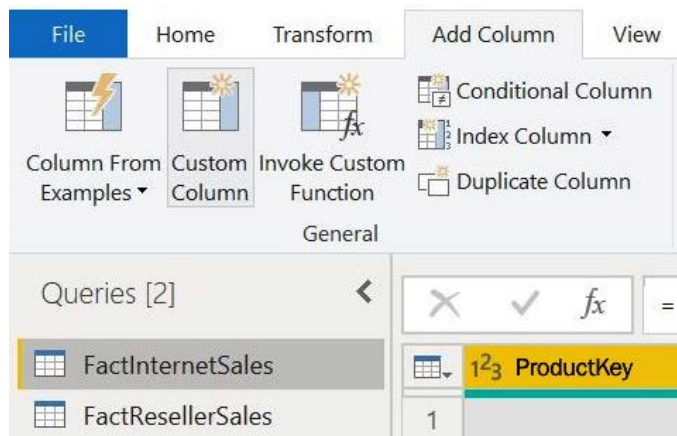 File Home Transform Add Column View
Column From Examples
Custom Column
Invoke Custom Function
Conditional Column
Index Column
Duplicate Column
General
Queries [2]
fx =
FactInternetSales
FactResellerSales
1²3 ProductKey
1